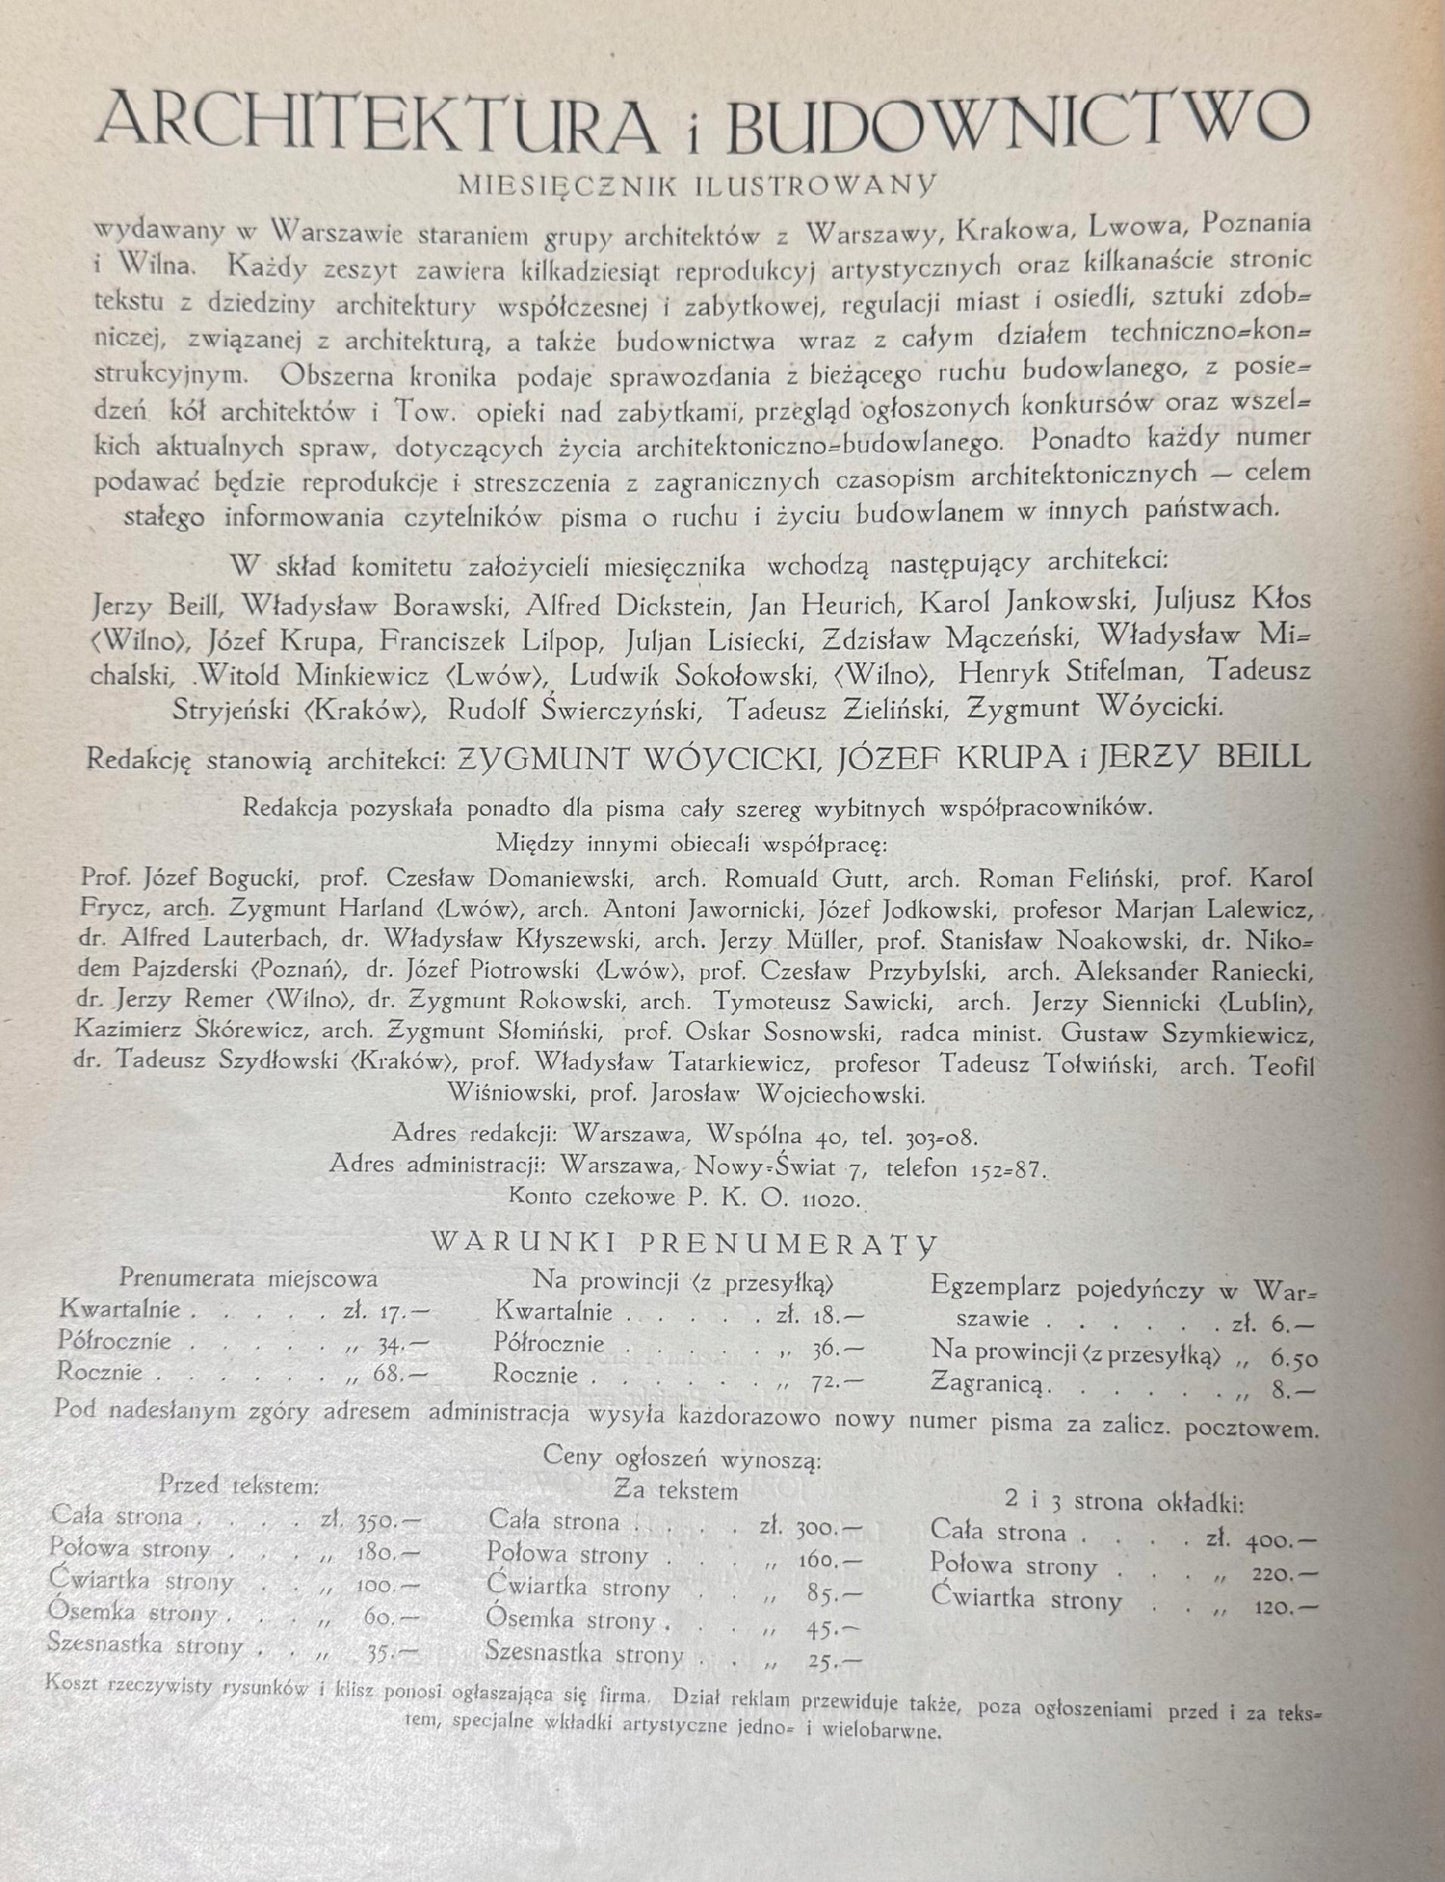 ARCHITEKTURA i BUDOWNICTWO
MIESIĘCZNIK ILUSTROWANY
wydawany w Warszawie staraniem grupy architektów z Warszawy, Krakowa, Lwowa, Poznania
i Wilna. Każdy zeszyt zawiera kilkadziesiąt reprodukcyj artystycznych oraz kilkanaście stronic
tekstu z dziedziny architektury współczesnej i zabytkowej, regulacji miast i osiedli, sztuki zdob=
niczej, związanej z architekturą, a także budownictwa wraz z całym działem techniczno=kon=
strukcyjnym. Obszerna kronika podaje sprawozdania z bieżącego ruchu budowlanego, z posie=
dzeń kół architektów i Tow. opieki nad zabytkami, przegląd ogłoszonych konkursów oraz wszel=
kich aktualnych spraw, dotyczących życia architektoniczno=budowlanego. Ponadto każdy numer
podawać będzie reprodukcje i streszczenia z zagranicznych czasopism architektonicznych — celem
stałego informowania czytelników pisma o ruchu i życiu budowlanem w innych państwach.
W skład komitetu założycieli miesięcznika wchodzą następujący architekci:
Jerzy Beill, Władysław Borawski, Alfred Dickstein, Jan Heurich, Karol Jankowski, Juljusz Kłos
(Wilno), Józef Krupa, Franciszek Lilpop, Juljan Lisiecki, Zdzisław Mączeński, Władysław Mi=
chalski, Witold Minkiewicz (Lwów), Ludwik Sokołowski, (Wilno), Henryk Stifelman, Tadeusz
Stryjeński (Kraków), Rudolf Świerczyński, Tadeusz Zieliński, Zygmunt Wóycicki.
Redakcję stanowią architekci: ZYGMUNT WÓYCICKI, JÓZEF KRUPA i JERZY BEILL
Redakcja pozyskała ponadto dla pisma cały szereg wybitnych współpracowników.
Między innymi obiecali współpracę:
Prof. Józef Bogucki, prof. Czesław Domaniewski, arch. Romuald Gutt, arch. Roman Feliński, prof. Karol
Frycz, arch. Zygmunt Harland (Lwów), arch. Antoni Jawornicki, Józef Jodkowski, profesor Marjan Lalewicz,
dr. Alfred Lauterbach, dr. Władysław Kłyszewski, arch. Jerzy Müller, prof. Stanisław Noakowski, dr. Niko=
dem Pajzderski (Poznań), dr. Józef Piotrowski (Lwów), prof. Czesław Przybylski, arch. Aleksander Raniecki,
dr. Jerzy Remer (Wilno), dr. Zygmunt Rokowski, arch. Tymoteusz Sawicki, arch. Jerzy Siennicki (Lublin),
Kazimierz Skórewicz, arch. Zygmunt Słomiński, prof. Oskar Sosnowski, radca minist. Gustaw Szymkiewicz,
dr. Tadeusz Szydłowski (Kraków), prof. Władysław Tatarkiewicz, profesor Tadeusz Tołwiński, arch. Teofil
Wiśniowski, prof. Jarosław Wojciechowski.
Adres redakcji: Warszawa, Wspólna 40, tel. 303=08.
Adres administracji: Warszawa, Nowy=Świat 7, telefon 152=87.
Konto czekowe P. K. O. 11020.
WARUNKI PRENUMERATY
Prenumerata miejscowa
Kwartalnie . . . . . zł. 17.—
Półrocznie . . . . . „ 34.—
Rocznie . . . . . . „ 68.—
Na prowincji (z przesyłką)
Kwartalnie . . . . . zł. 18.—
Półrocznie . . . . . „ 36.—
Rocznie . . . . . . „ 72.—
Egzemplarz pojedyńczy w War=
szawie . . . . . . zł. 6.—
Na prowincji (z przesyłką) „ 6.50
Zagranicą. . . . . . „ 8.—
Pod nadesłanym zgóry adresem administracja wysyła każdorazowo nowy numer pisma za zalicz. pocztowem.
Ceny ogłoszeń wynoszą:
Przed tekstem:
Cała strona . . . . zł. 350.—
Połowa strony . . . „ 180.—
Ćwiartka strony . . „ 100.—
Ósemka strony . . . „ 60.—
Szesnastka strony . . „ 35.—
Za tekstem
Cała strona . . . . zł. 300.—
Połowa strony . . . „ 160.—
Ćwiartka strony . . „ 85.—
Ósemka strony . . . „ 45.—
Szesnastka strony . . „ 25.—
2 i 3 strona okładki:
Cała strona . . . . zł. 400.—
Połowa strony . . . „ 220.—
Ćwiartka strony . . „ 120.—
Koszt rzeczywisty rysunków i klisz ponosi ogłaszająca się firma. Dział reklam przewiduje także, poza ogłoszeniami przed i za teks=
tem, specjalne wkładki artystyczne jedno= i wielobarwne.